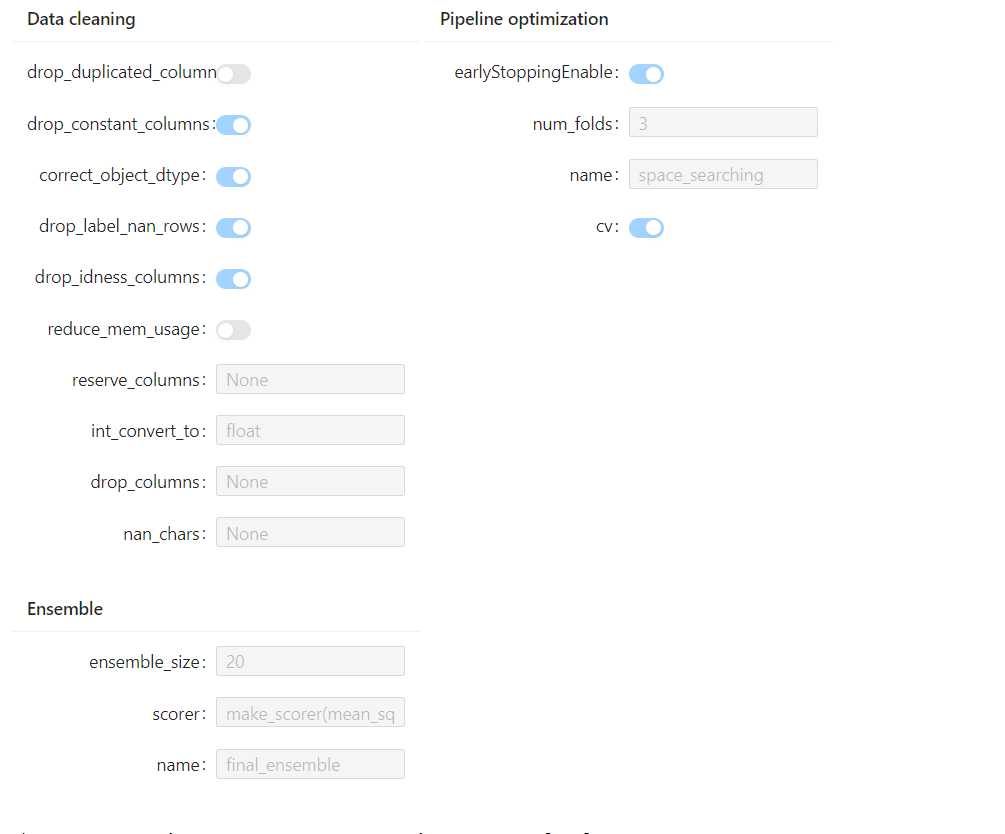 Data cleaning
drop_duplicated_column
drop_constant_columns:
correct_object_dtype:
drop_label_nan_rows:
drop_idness_columns:
reduce_mem_usage:
reserve_columns: None
int_convert_to: float
drop_columns: None
nan_chars: None
Pipeline optimization
earlyStoppingEnable:
num_folds: 3
name: space_searching
cv:
Ensemble
ensemble_size: 20
scorer: make_scorer(mean_sq
name: final_ensemble